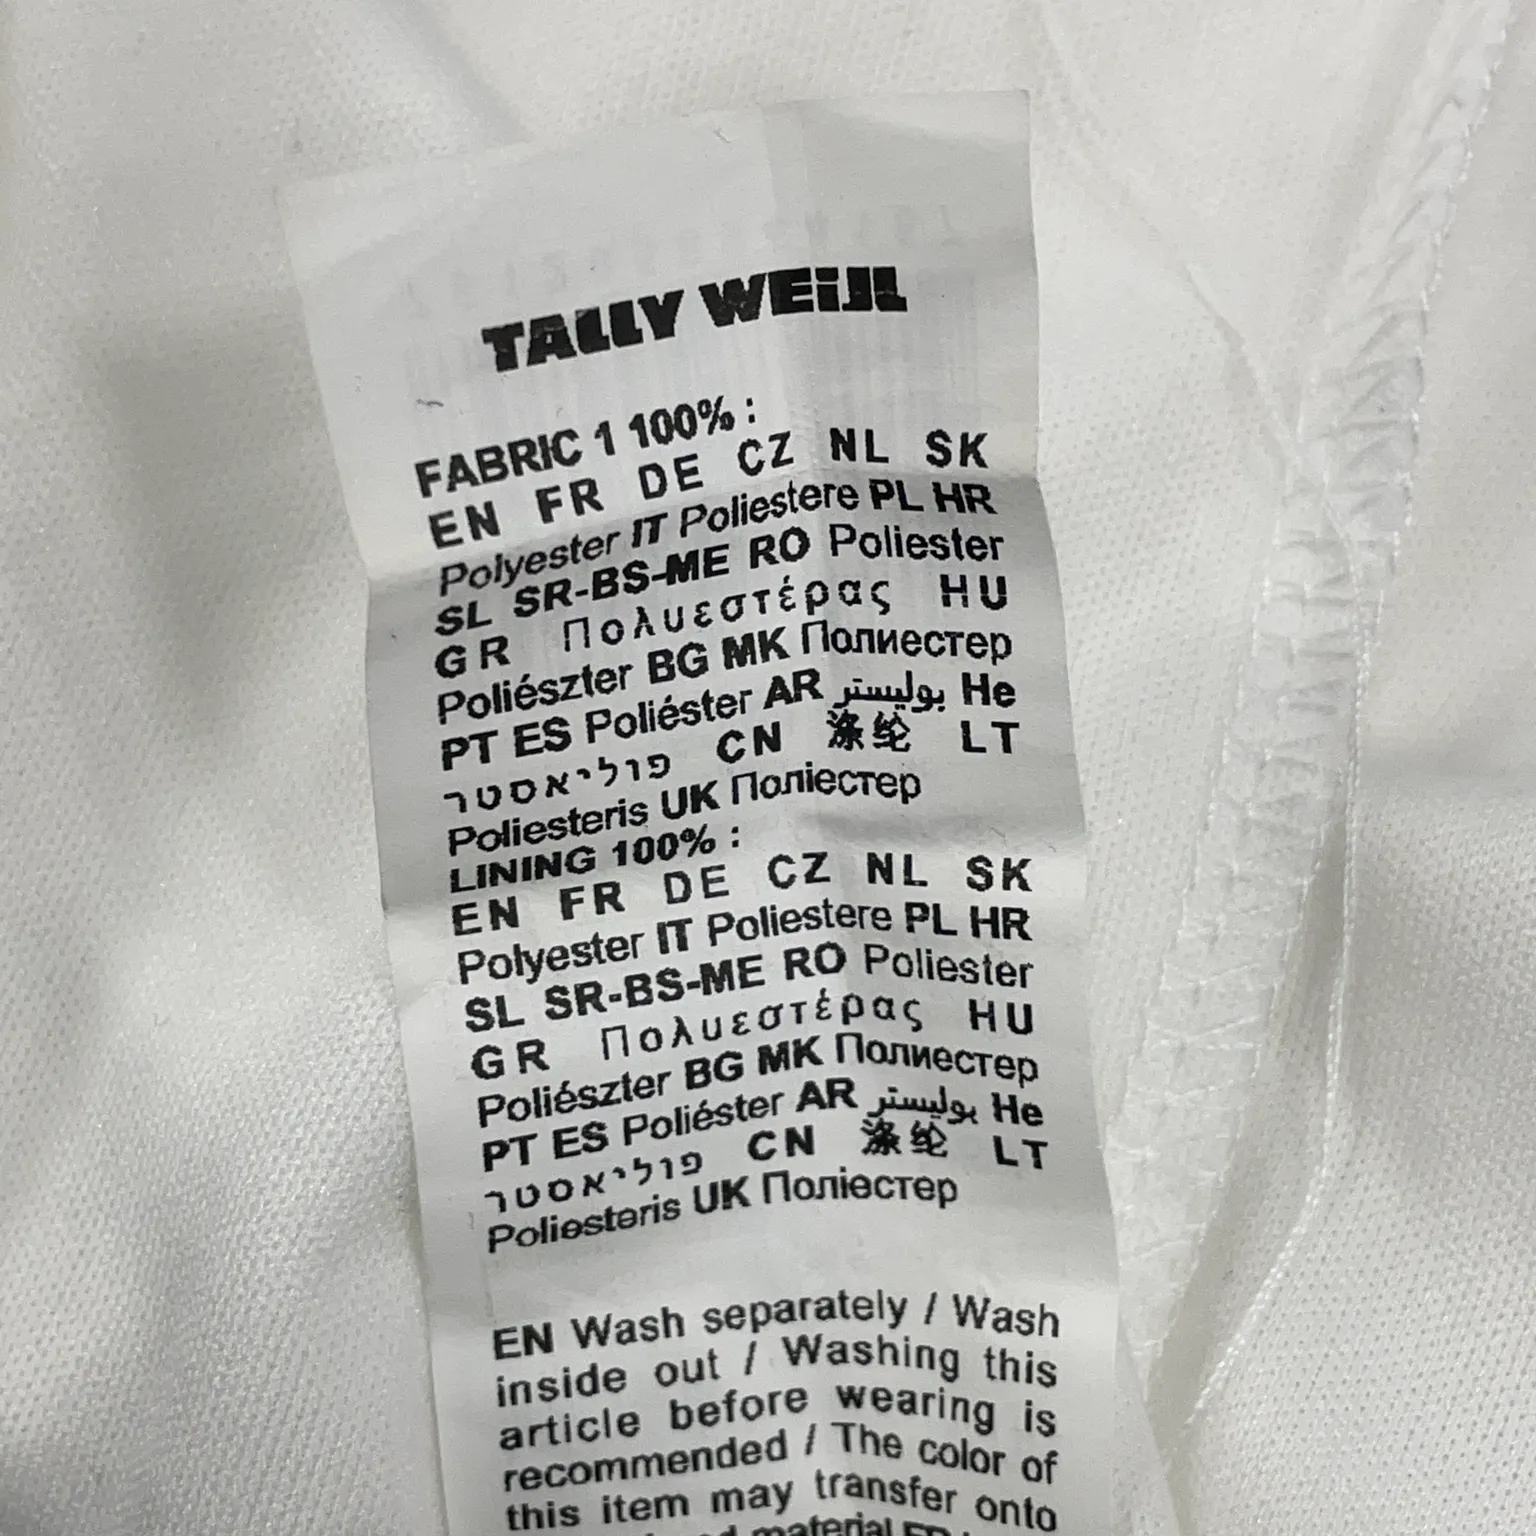 TALLY WEiJL
FABRIC 1 100% :
EN FR DE CZ NL SK
Polyester IT Poliestere PL HR
SL SR-BS-ME RO Poliester
GR Πολυεστέρας HU
Poliészter BG MK Полиестер
PT ES Poliéster AR بوليستر He
פוליאסטר CN 涤纶 LT
Poliesteris UK Поліестер
LINING 100% :
EN FR DE CZ NL SK
Polyester IT Poliestere PL HR
SL SR-BS-ME RO Poliester
GR Πολυεστέρας HU
Poliészter BG MK Полиестер
PT ES Poliéster AR بوليستر He
פוליאסטר CN 涤纶 LT
Poliesteris UK Поліестер
EN Wash separately / Wash
inside out / Washing this
article before wearing is
recommended / The color of
this item may transfer onto
material FR